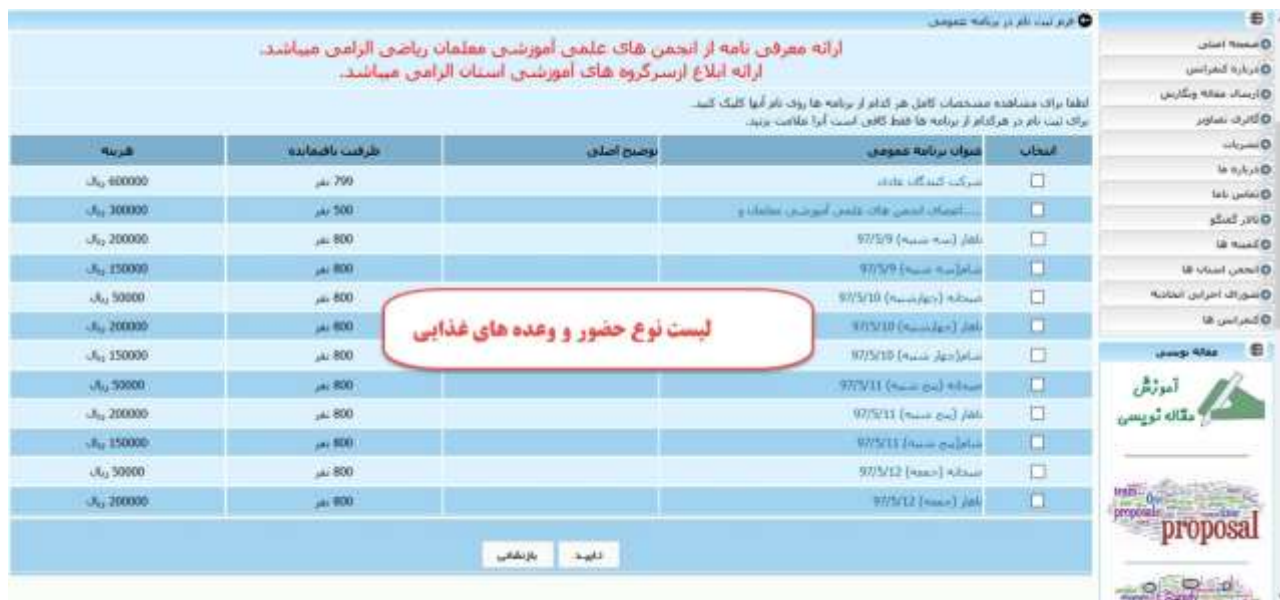 فرم ثبت نام در برنامه عمومی
ارائه معرفی نامه از انجمن های علمی آموزشی معلمان ریاضی الزامی میباشد.
ارائه ابلاغ ازسرگروه های آموزشی استان الزامی میباشد.
لطفا برای مشاهده مشخصات کامل هر کدام از برنامه ها روی نام آنها کلیک کنید.
برای ثبت نام در هرکدام از برنامه ها فقط کافی است آنرا علامت بزنید.
انتخاب عنوان برنامه عمومی توضیح اصلی ظرفیت باقیمانده هزینه
شرکت کنندگان عادی 799 نفر 600000 ریال
اعضای انجمن های علمی آموزشی معلمان و .... 500 نفر 300000 ریال
ناهار (سه شنبه) 97/5/9 800 نفر 200000 ریال
شام(سه شنبه) 97/5/9 800 نفر 150000 ریال
صبحانه (چهارشنبه) 97/5/10 800 نفر 50000 ریال
ناهار (چهارشنبه) 97/5/10 800 نفر 200000 ریال
شام(چهار شنبه) 97/5/10 800 نفر 150000 ریال
صبحانه (پنج شنبه) 97/5/11 800 نفر 50000 ریال
ناهار (پنج شنبه) 97/5/11 800 نفر 200000 ریال
شام(پنج شنبه) 97/5/11 800 نفر 150000 ریال
صبحانه (جمعه) 97/5/12 800 نفر 50000 ریال
ناهار (جمعه) 97/5/12 800 نفر 200000 ریال
لیست نوع حضور و وعده های غذایی
تایید بازنشانی
صفحه اصلی
درباره کنفرانس
ارسال مقاله ونگارش
گالری تصاویر
نشریات
درباره ما
تماس باما
تالار گفتگو
کمیته ها
انجمن استان ها
شورای اجرایی اتحادیه
کنفرانس ها
مقاله نویسی
آموزش
مقاله نویسی
proposals
proposal